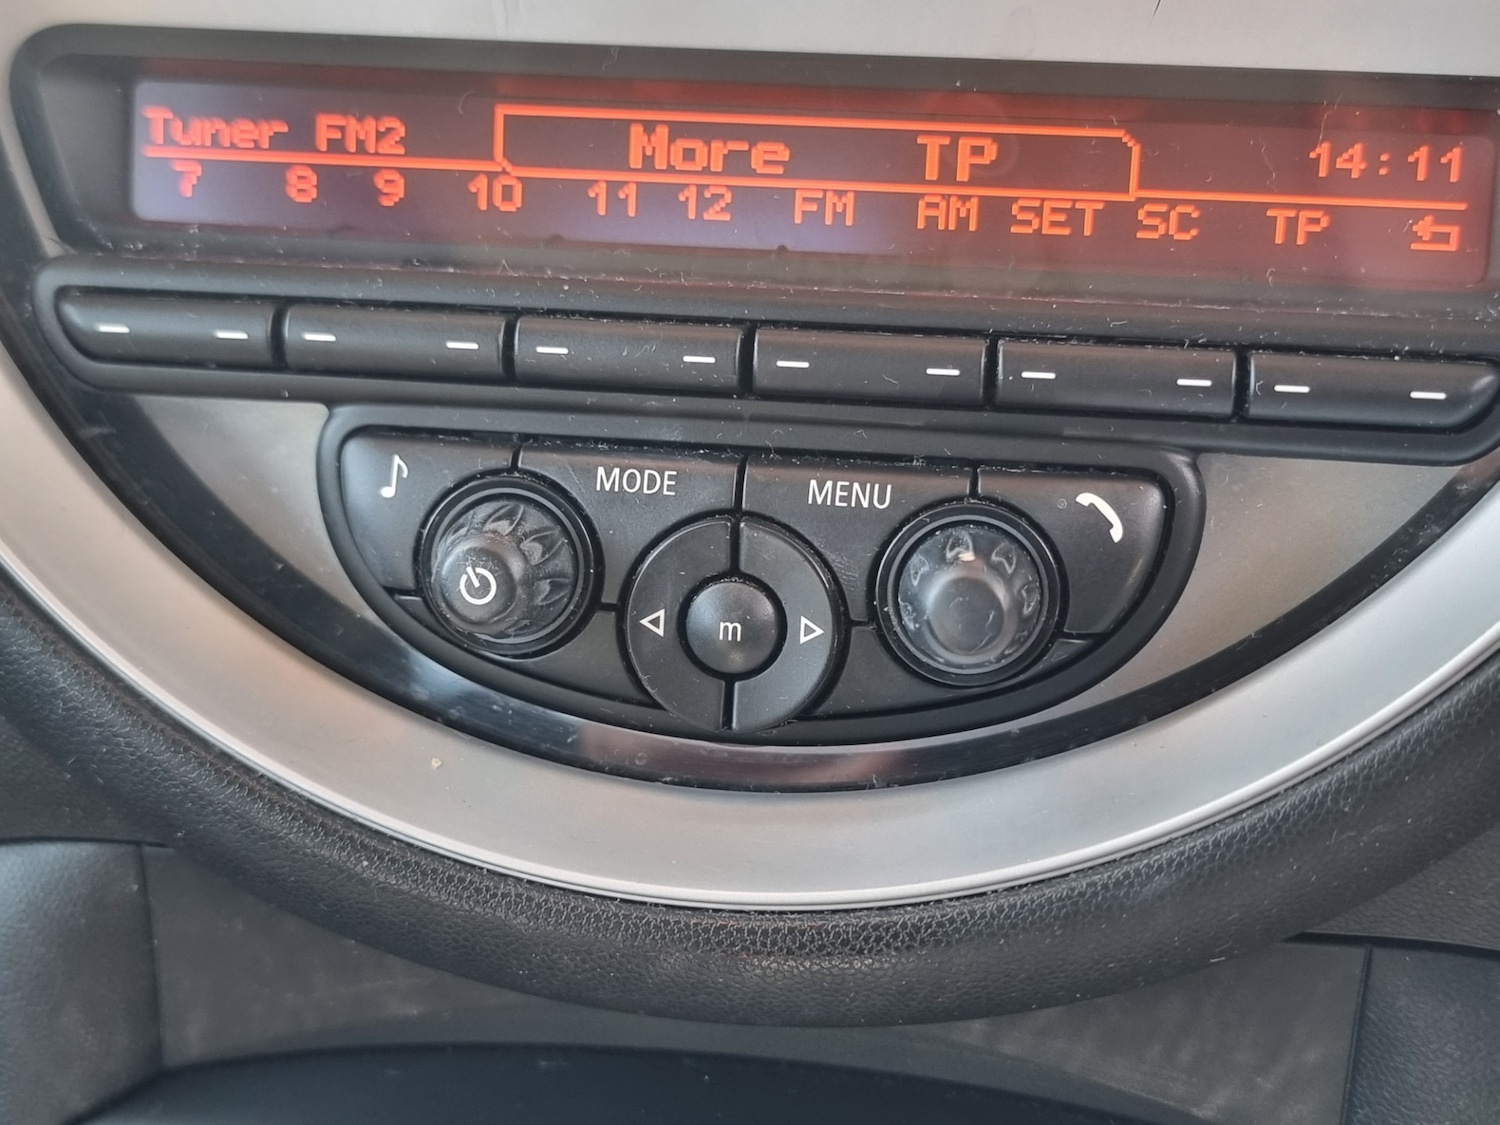 Tuner FM2 More TP 14:11
7 8 9 10 11 12 FM AM SET SC TP
MODE MENU
m